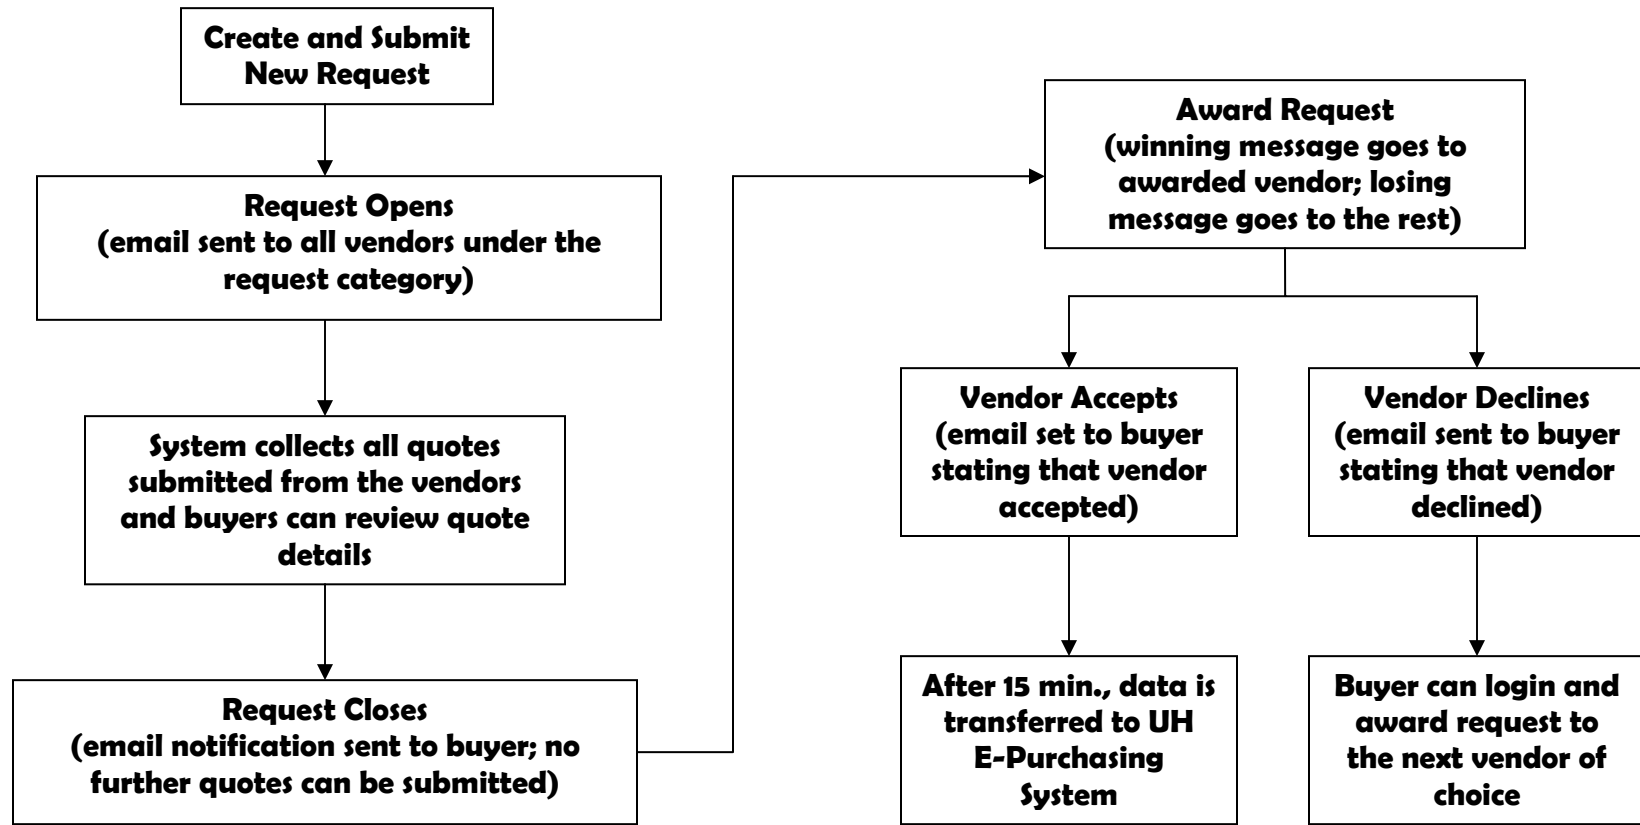 Create and Submit
New Request
Request Opens
(email sent to all vendors under the
request category)
System collects all quotes
submitted from the vendors
and buyers can review quote
details
Request Closes
(email notification sent to buyer; no
further quotes can be submitted)
Award Request
(winning message goes to
awarded vendor; losing
message goes to the rest)
Vendor Accepts
(email set to buyer
stating that vendor
accepted)
After 15 min., data is
transferred to UH
E-Purchasing
System
Vendor Declines
(email sent to buyer
stating that vendor
declined)
Buyer can login and
award request to
the next vendor of
choice